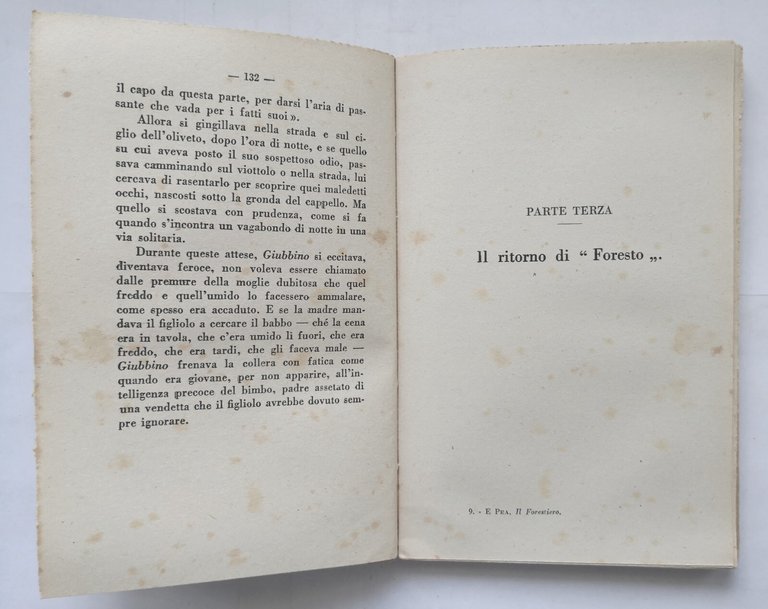 — 132 —
il capo da questa parte, per darsi l'aria di pas-
sante che vada per i fatti suoi ».
Allora si gingillava nella strada e sul ci-
glio dell'oliveto, dopo l'ora di notte, e se quello
su cui aveva posto il suo sospettoso odio, pas-
sava camminando sul viottolo o nella strada, lui
cercava di rasentarlo per scoprire quei maledetti
occhi, nascosti sotto la gronda del cappello. Ma
quello si scostava con prudenza, come si fa
quando s'incontra un vagabondo di notte in una
via solitaria.
Durante queste attese, Giubbino si eccitava,
diventava feroce, non voleva essere chiamato
dalle premure della moglie dubitosa che quel
freddo e quell'umido lo facessero ammalare,
come spesso era accaduto. E se la madre man-
dava il figliolo a cercare il babbo — ché la cena
era in tavola, che c'era umido lì fuori, che era
freddo, che era tardi, che gli faceva male —
Giubbino frenava la collera con fatica come
quando era giovane, per non apparire, all'in-
telligenza precoce del bimbo, padre assetato di
una vendetta che il figliolo avrebbe dovuto sem-
pre ignorare.
PARTE TERZA
Il ritorno di “ Foresto „.
9. - E PEA, Il Forestiero.